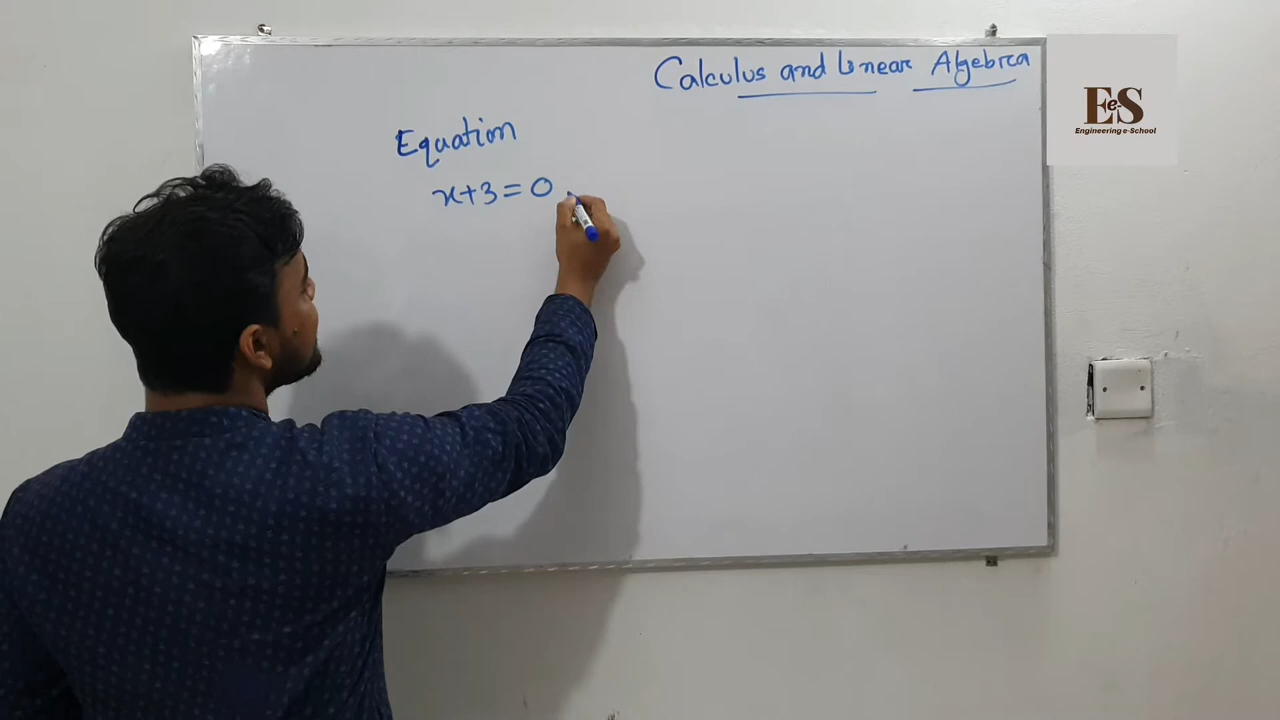 Calculus and Linear Algebra
Equation
x+3=0
EeS
Engineering e-School